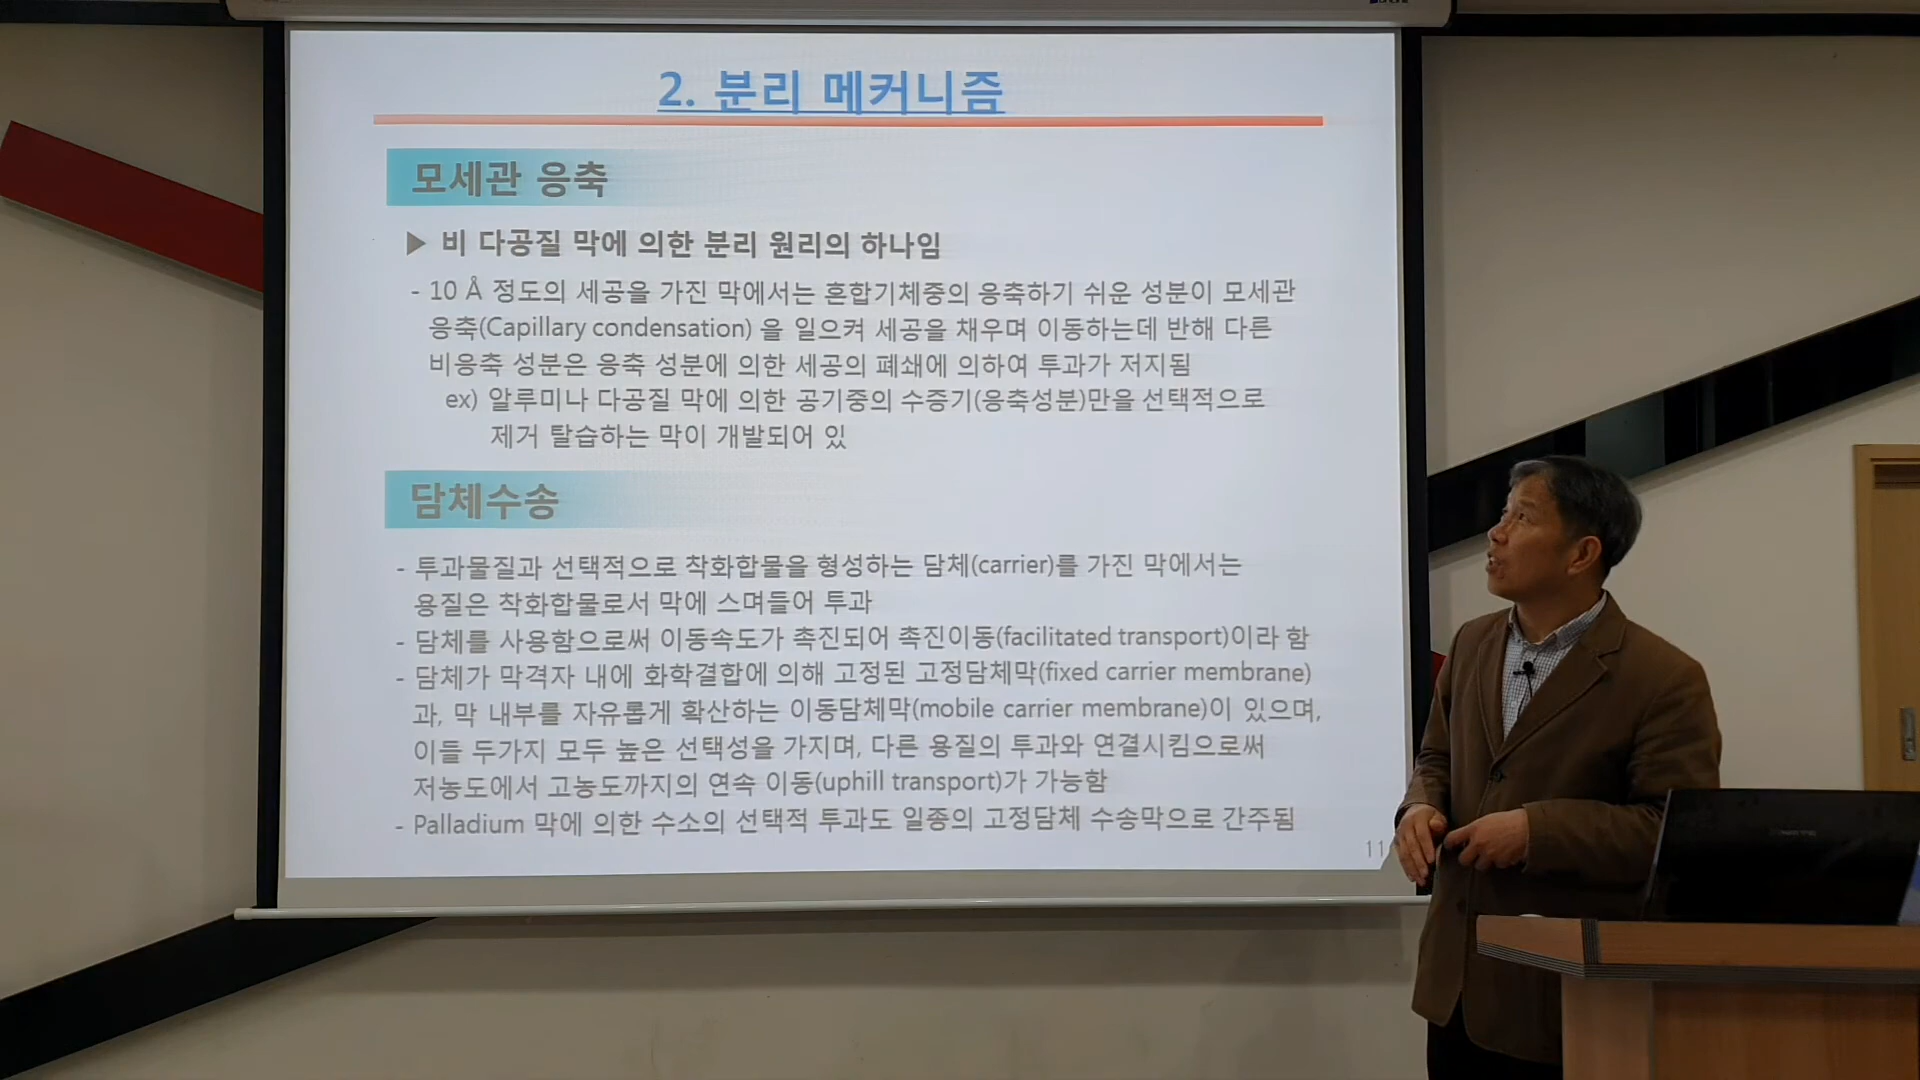 2. 분리 메커니즘
모세관 응축
▶ 비 다공질 막에 의한 분리 원리의 하나임
- 10 Å 정도의 세공을 가진 막에서는 혼합기체중의 응축하기 쉬운 성분이 모세관
응축(Capillary condensation) 을 일으켜 세공을 채우며 이동하는데 반해 다른
비응축 성분은 응축 성분에 의한 세공의 폐쇄에 의하여 투과가 저지됨
ex) 알루미나 다공질 막에 의한 공기중의 수증기(응축성분)만을 선택적으로
제거 탈습하는 막이 개발되어 있
담체수송
- 투과물질과 선택적으로 착화합물을 형성하는 담체(carrier)를 가진 막에서는
용질은 착화합물로서 막에 스며들어 투과
- 담체를 사용함으로써 이동속도가 촉진되어 촉진이동(facilitated transport)이라 함
- 담체가 막격자 내에 화학결합에 의해 고정된 고정담체막(fixed carrier membrane)
과, 막 내부를 자유롭게 확산하는 이동담체막(mobile carrier membrane)이 있으며,
이들 두가지 모두 높은 선택성을 가지며, 다른 용질의 투과와 연결시킴으로써
저농도에서 고농도까지의 연속 이동(uphill transport)가 가능함
- Palladium 막에 의한 수소의 선택적 투과도 일종의 고정담체 수송막으로 간주됨
11